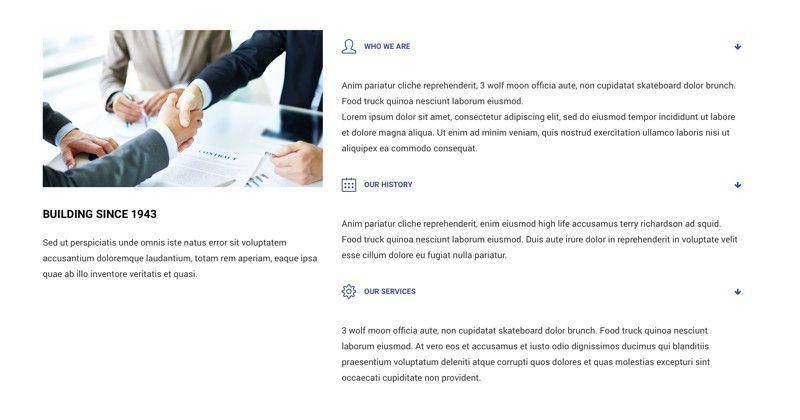 CONTRACT
BUILDING SINCE 1943
Sed ut perspiciatis unde omnis iste natus error sit voluptatem
accusantium doloremque laudantium, totam rem aperiam, eaque ipsa
quae ab illo inventore veritatis et quasi.
WHO WE ARE
Anim pariatur cliche reprehenderit, 3 wolf moon officia aute, non cupidatat skateboard dolor brunch.
Food truck quinoa nesciunt laborum eiusmod.
Lorem ipsum dolor sit amet, consectetur adipiscing elit, sed do eiusmod tempor incididunt ut labore
et dolore magna aliqua. Ut enim ad minim veniam, quis nostrud exercitation ullamco laboris nisi ut
aliquipex ea commodo consequat.
OUR HISTORY
Anim pariatur cliche reprehenderit, enim eiusmod high life accusamus terry richardson ad squid.
Food truck quinoa nesciunt laborum eiusmod. Duis aute irure dolor in reprehenderit in voluptate velit
esse cillum dolore eu fugiat nulla pariatur.
OUR SERVICES
3 wolf moon officia aute, non cupidatat skateboard dolor brunch. Food truck quinoa nesciunt
laborum eiusmod. At vero eos et accusamus et iusto odio dignissimos ducimus qui blanditiis
praesentium voluptatum deleniti atque corrupti quos dolores et quas molestias excepturi sint
occaecati cupiditate non provident.